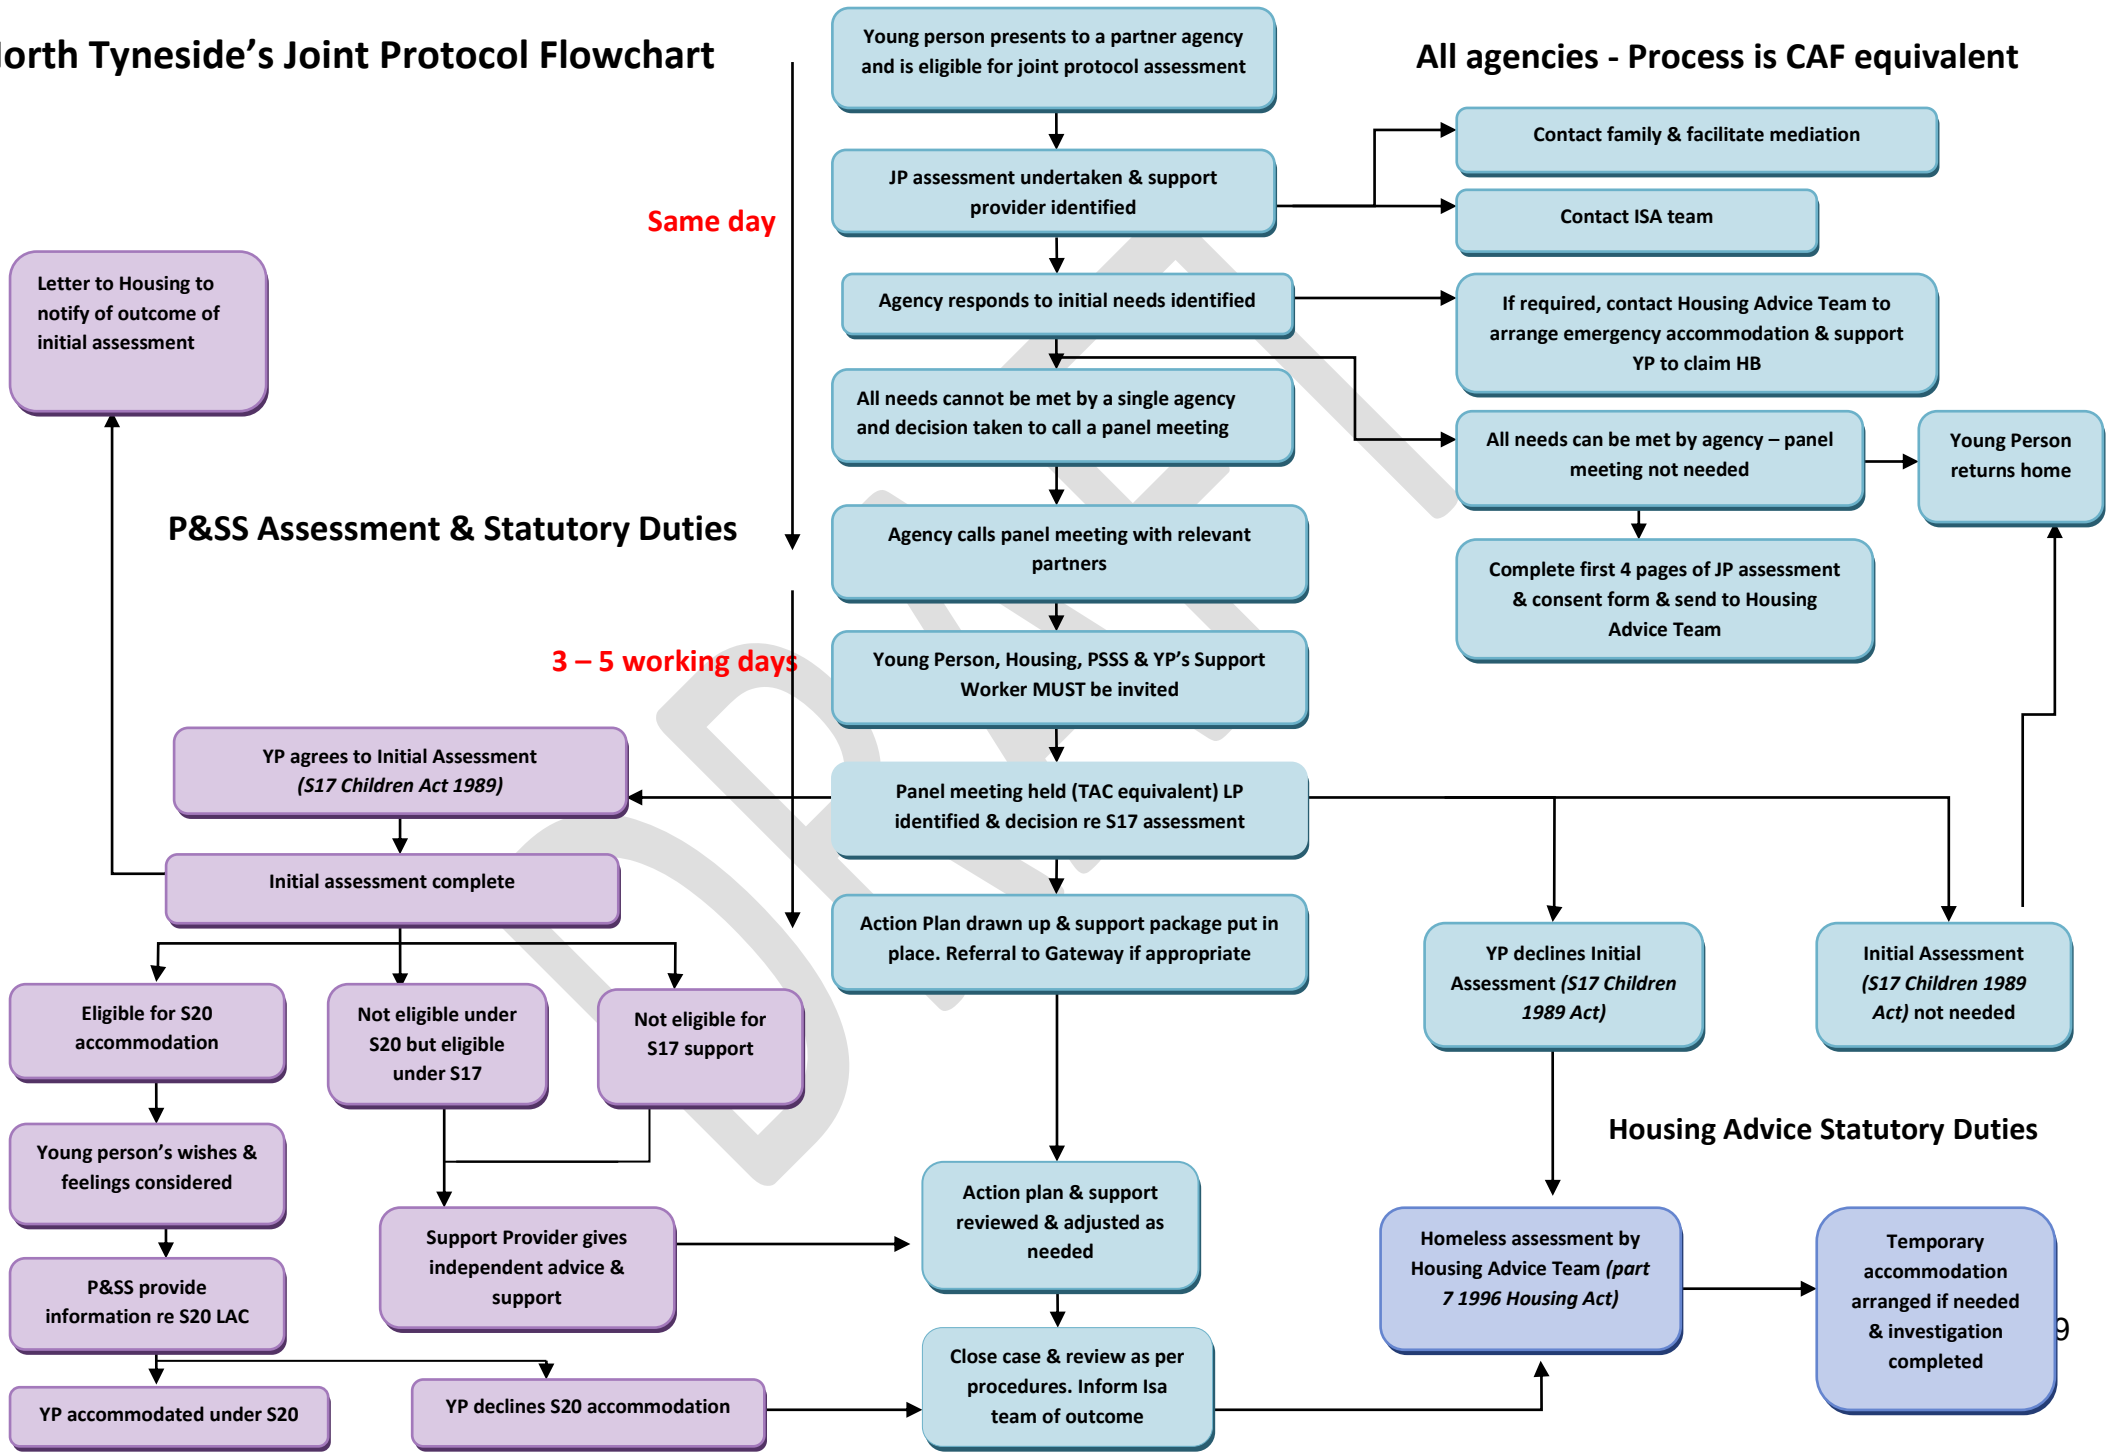 North Tyneside's Joint Protocol Flowchart
All agencies - Process is CAF equivalent
Young person presents to a partner agency
and is eligible for joint protocol assessment
Contact family & facilitate mediation
JP assessment undertaken & support
provider identified
Same day
Contact ISA team
Letter to Housing to
notify of outcome of
initial assessment
Agency responds to initial needs identified
If required, contact Housing Advice Team to
arrange emergency accommodation & support
YP to claim HB
All needs cannot be met by a single agency
and decision taken to call a panel meeting
All needs can be met by agency – panel
meeting not needed
Young Person
returns home
P&SS Assessment & Statutory Duties
Agency calls panel meeting with relevant
partners
Complete first 4 pages of JP assessment
& consent form & send to Housing
Advice Team
3 – 5 working days
Young Person, Housing, PSSS & YP's Support
Worker MUST be invited
YP agrees to Initial Assessment
(S17 Children Act 1989)
Panel meeting held (TAC equivalent) LP
identified & decision re S17 assessment
Initial assessment complete
Action Plan drawn up & support package put in
place. Referral to Gateway if appropriate
YP declines Initial
Assessment (S17 Children
1989 Act)
Initial Assessment
(S17 Children 1989
Act) not needed
Eligible for S20
accommodation
Not eligible under
S20 but eligible
under S17
Not eligible for
S17 support
Housing Advice Statutory Duties
Young person's wishes &
feelings considered
Action plan & support
reviewed & adjusted as
needed
Support Provider gives
independent advice &
support
Homeless assessment by
Housing Advice Team (part
7 1996 Housing Act)
Temporary
accommodation
arranged if needed
& investigation
completed
P&SS provide
information re S20 LAC
9
Close case & review as per
procedures. Inform Isa
team of outcome
YP accommodated under S20
YP declines S20 accommodation
DRAFT